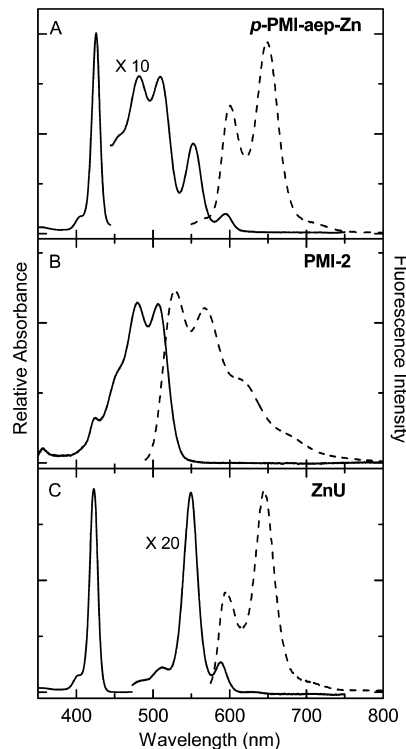 A
p-PMI-aep-Zn
X 10
B
PMI-2
Relative Absorbance
Fluorescence Intensity
C
ZnU
X 20
400 500 600 700 800
Wavelength (nm)